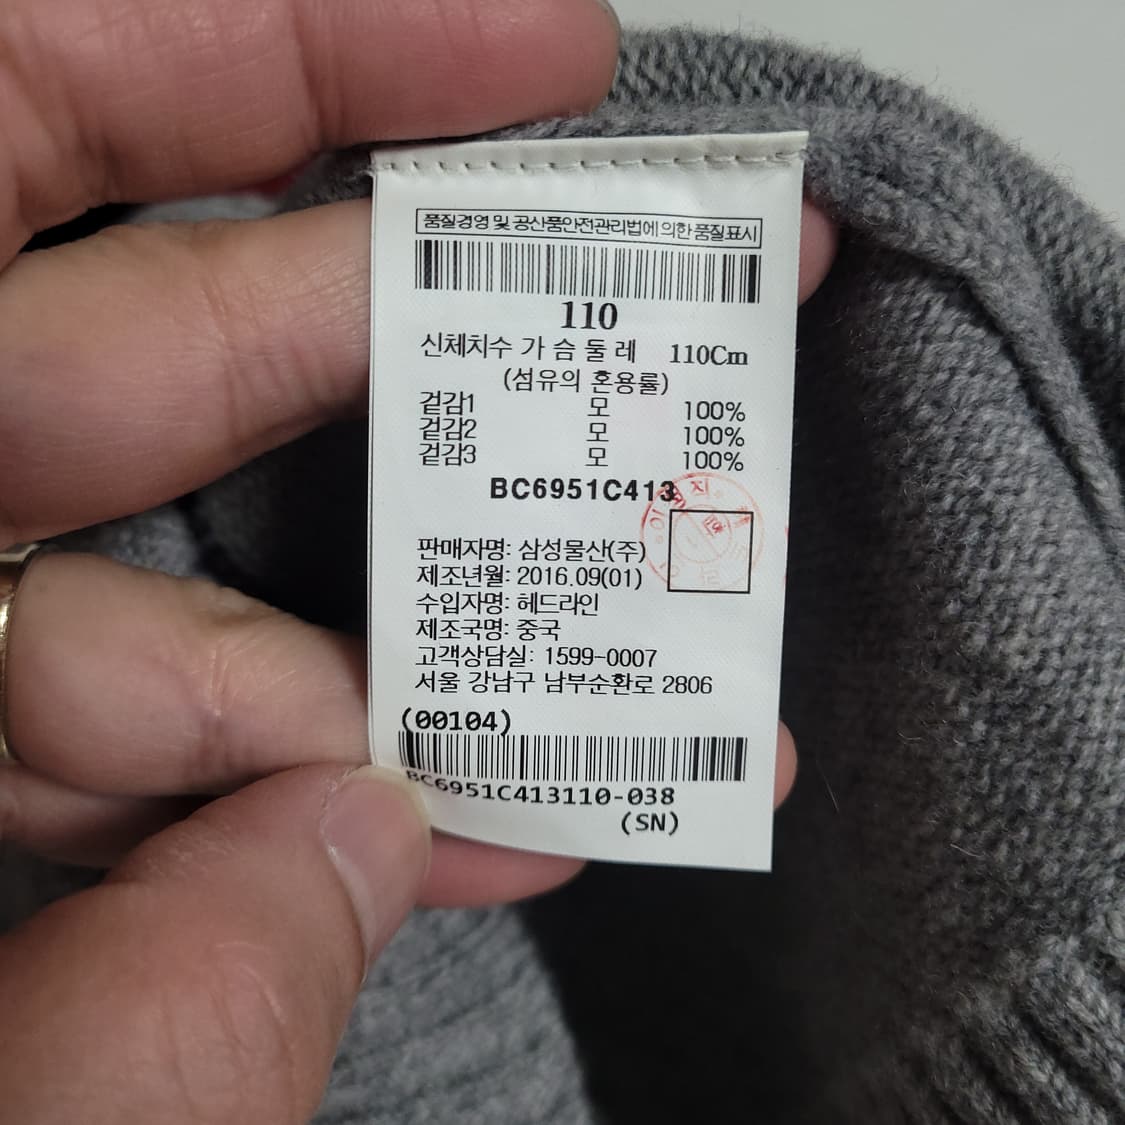 품질경영 및 공산품안전관리법에의한 품질표시
110
신체치수 가 슴 둘 레 110Cm
(섬유의 혼용률)
겉감1 모 100%
겉감2 모 100%
겉감3 모 100%
BC6951C413
판매자명: 삼성물산(주)
제조년월: 2016.09(01)
수입자명: 헤드라인
제조국명: 중국
고객상담실: 1599-0007
서울 강남구 남부순환로 2806
(00104)
BC6951C413110-038
(SN)